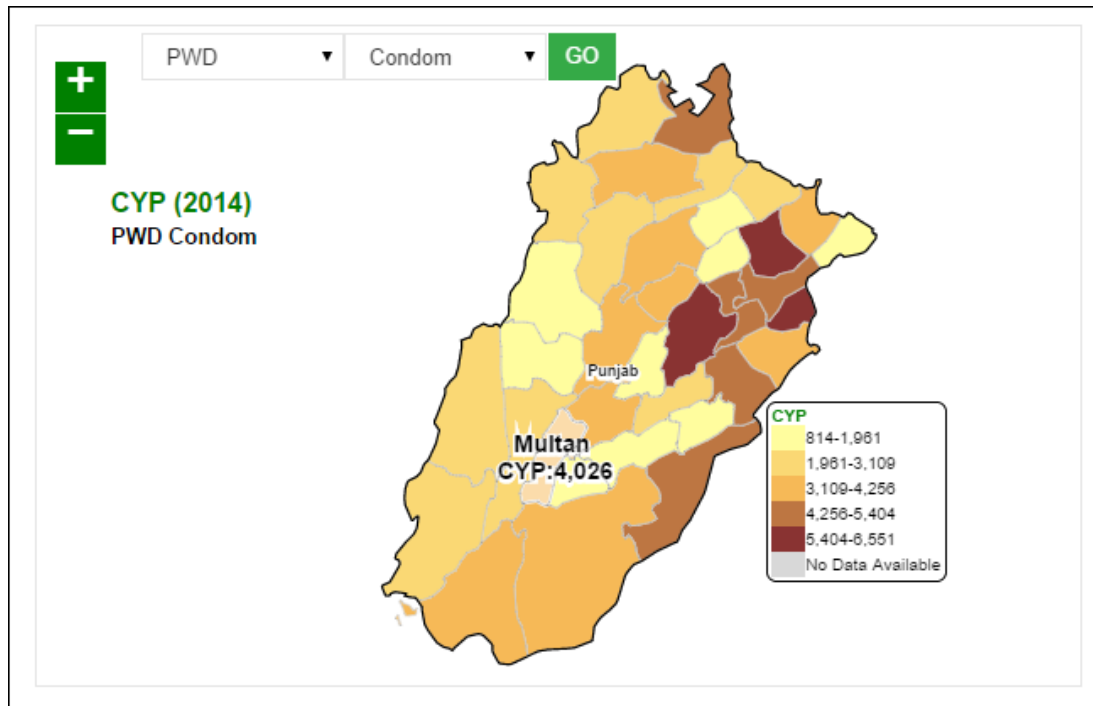 PWD ▼ Condom ▼ GO
+
−
CYP (2014)
PWD Condom
Punjab
Multan
CYP:4,026
CYP
814-1,961
1,961-3,109
3,109-4,256
4,256-5,404
5,404-6,551
No Data Available